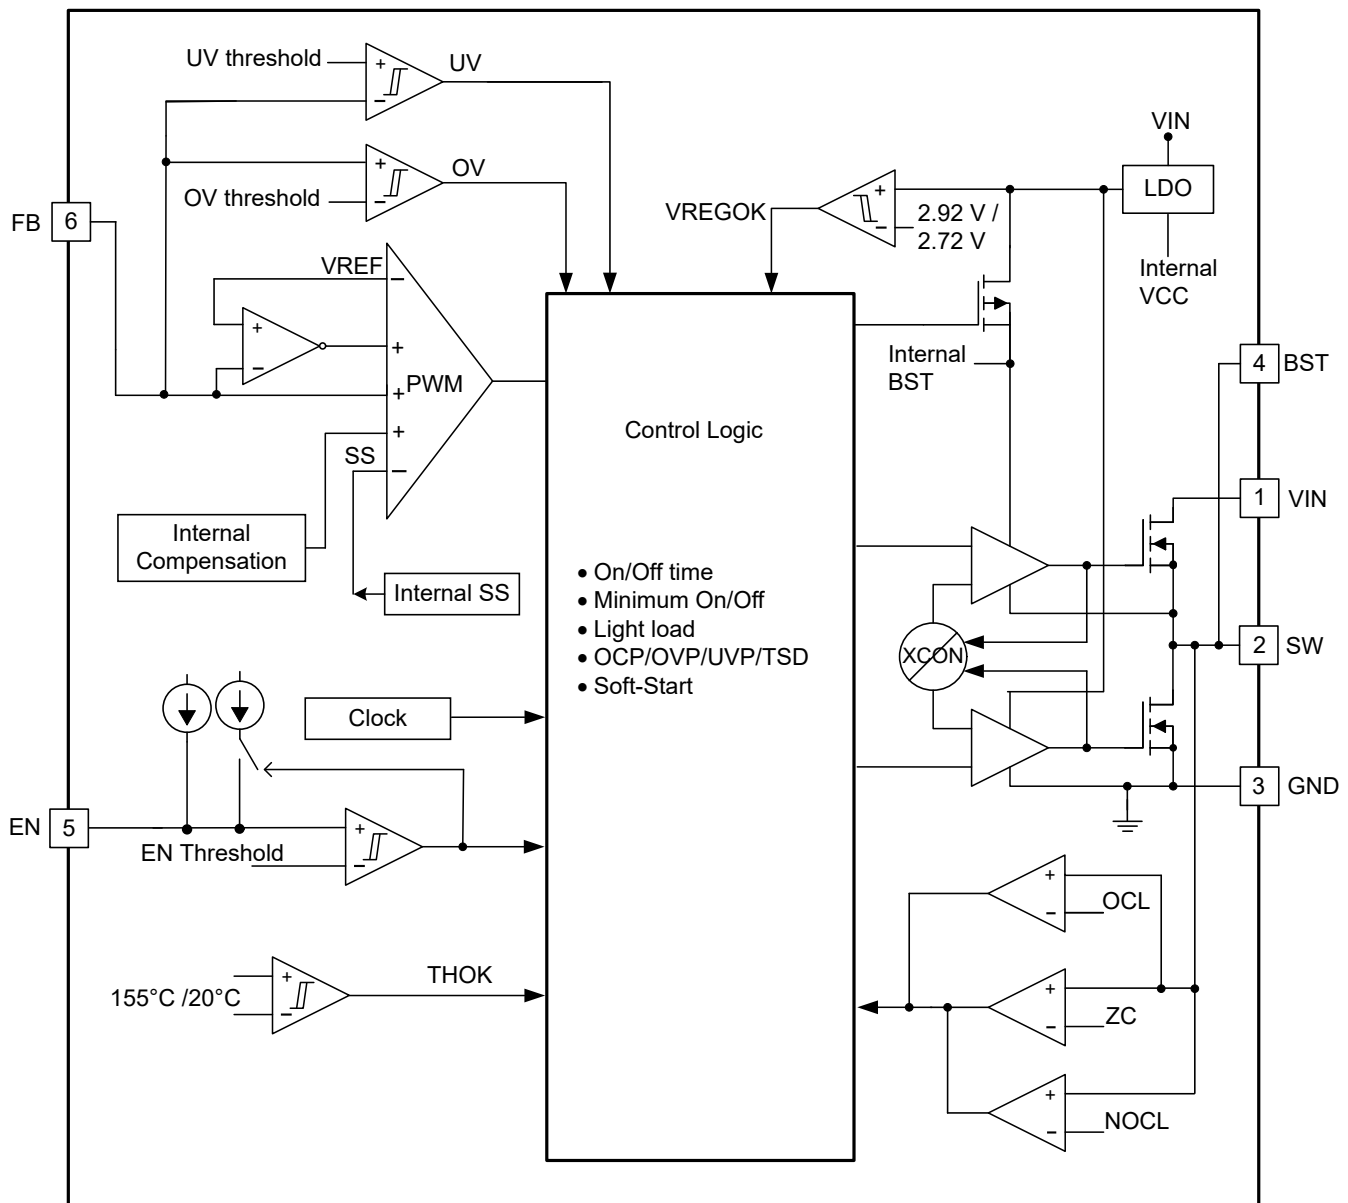 UV threshold
+
−
UV
OV threshold
+
−
OV
FB
6
VREF
−
+
−
+
PWM
+
+
SS
−
Internal
Compensation
Internal SS
Clock
EN
5
EN Threshold
+
−
155°C /20°C
+
−
THOK
Control Logic
• On/Off time
• Minimum On/Off
• Light load
• OCP/OVP/UVP/TSD
• Soft-Start
VREGOK
+
−
2.92 V /
2.72 V
VIN
LDO
Internal
VCC
Internal
BST
4
BST
1
VIN
XCON
2
SW
3
GND
+
−
OCL
+
−
ZC
+
−
NOCL